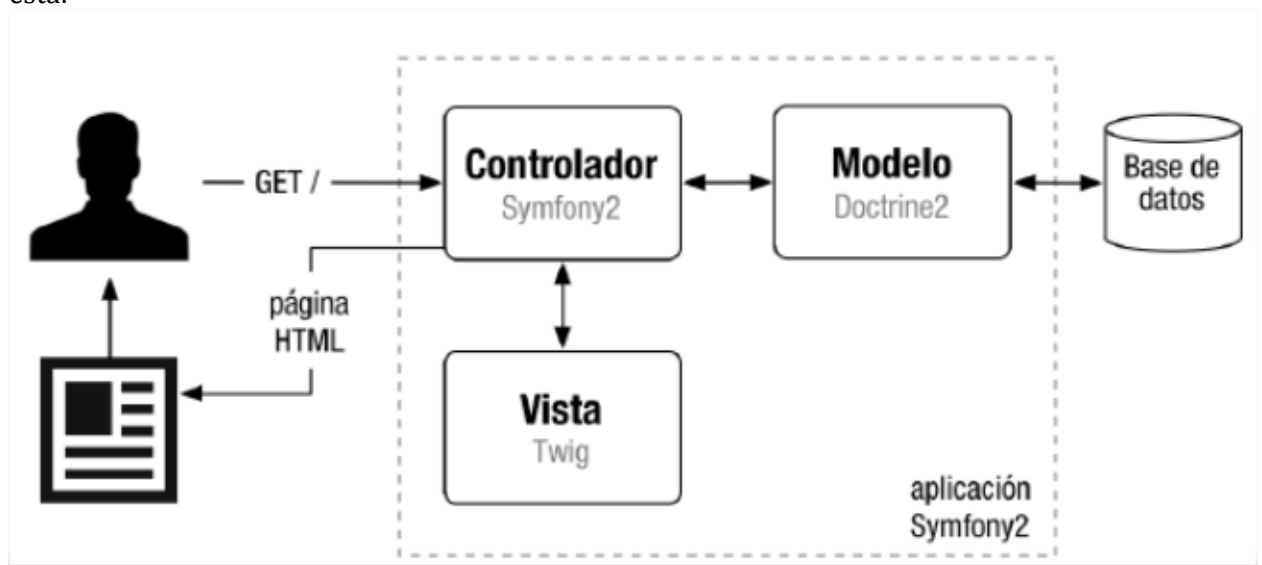 esta.
GET /
Controlador
Symfony2
Modelo
Doctrine2
Base de
datos
página
HTML
Vista
Twig
aplicación
Symfony2